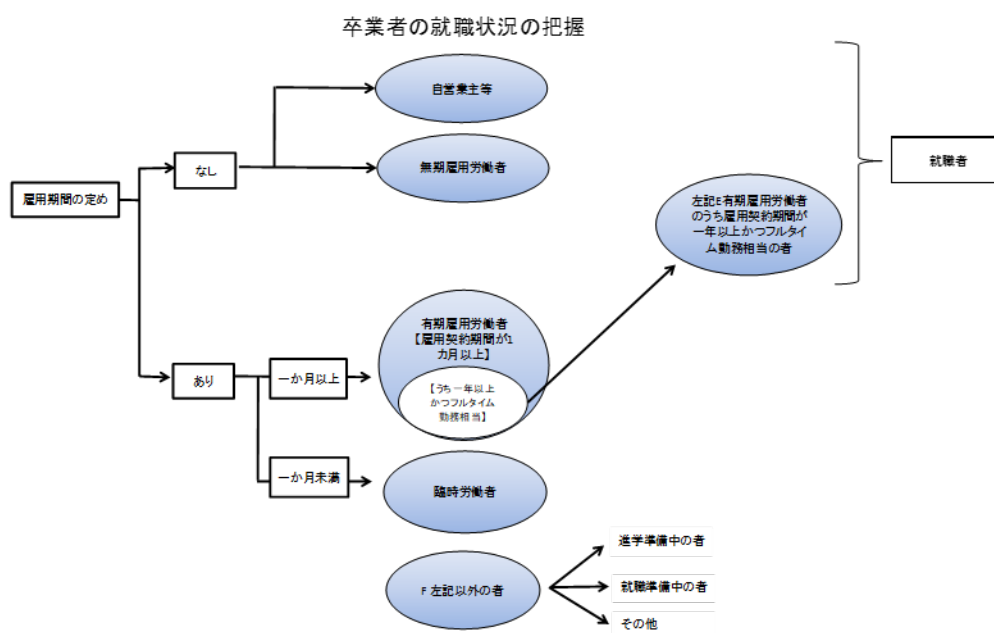 卒業者の就職状況の把握
自営業主等
無期雇用労働者
なし
雇用期間の定め
就職者
左記E有期雇用労働者
のうち雇用契約期間が
一年以上かつフルタイ
ム勤務相当の者
有期雇用労働者
【雇用契約期間が1
カ月以上】
あり
一か月以上
【うち一年以上
かつフルタイム
勤務相当】
一か月未満
臨時労働者
F 左記以外の者
進学準備中の者
就職準備中の者
その他